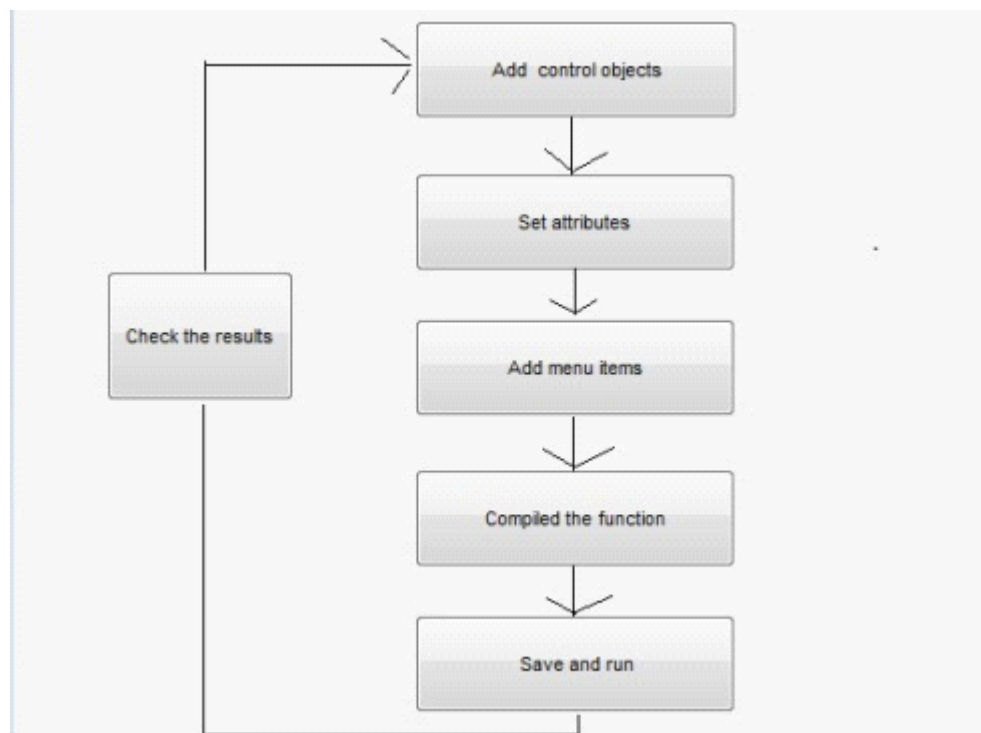 Add control objects
Set attributes
Check the results
Add menu items
Compiled the function
Save and run